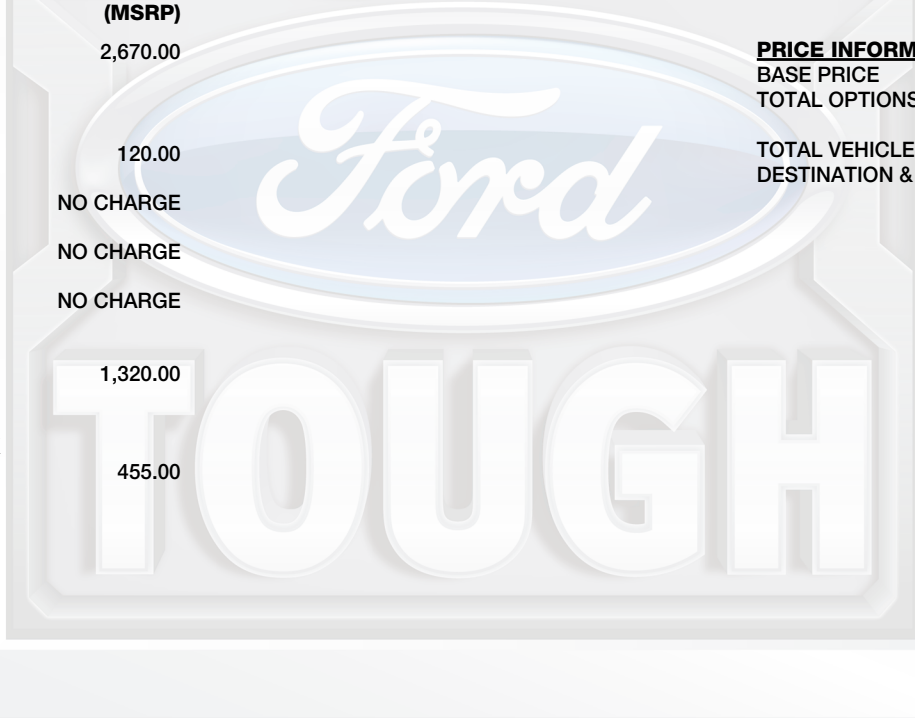 (MSRP)
2,670.00
120.00
NO CHARGE
NO CHARGE
NO CHARGE
1,320.00
455.00
PRICE INFORM
BASE PRICE
TOTAL OPTIONS
TOTAL VEHICLE
DESTINATION &
Ford
TOUGH